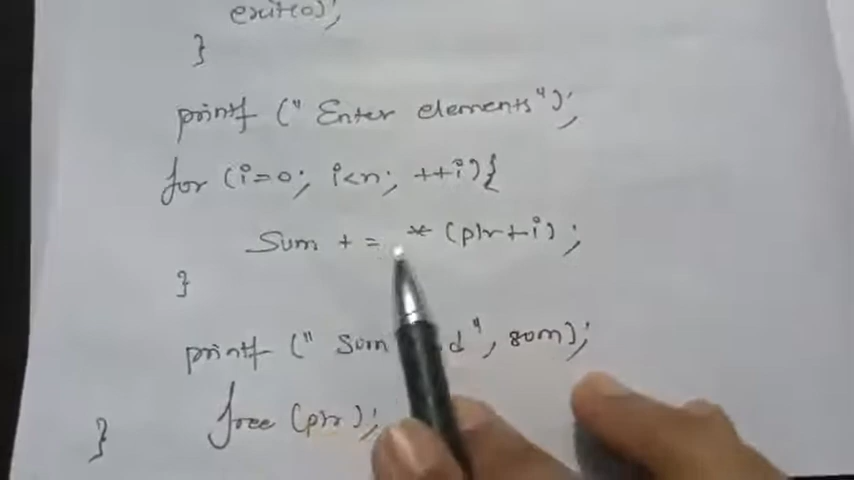 exit(0);
}
printf (" Enter elements");
for (i=0; i<n; ++i){
Sum + = * (ptr+i);
}
printf (" Sum d", sum);
free (ptr);
}